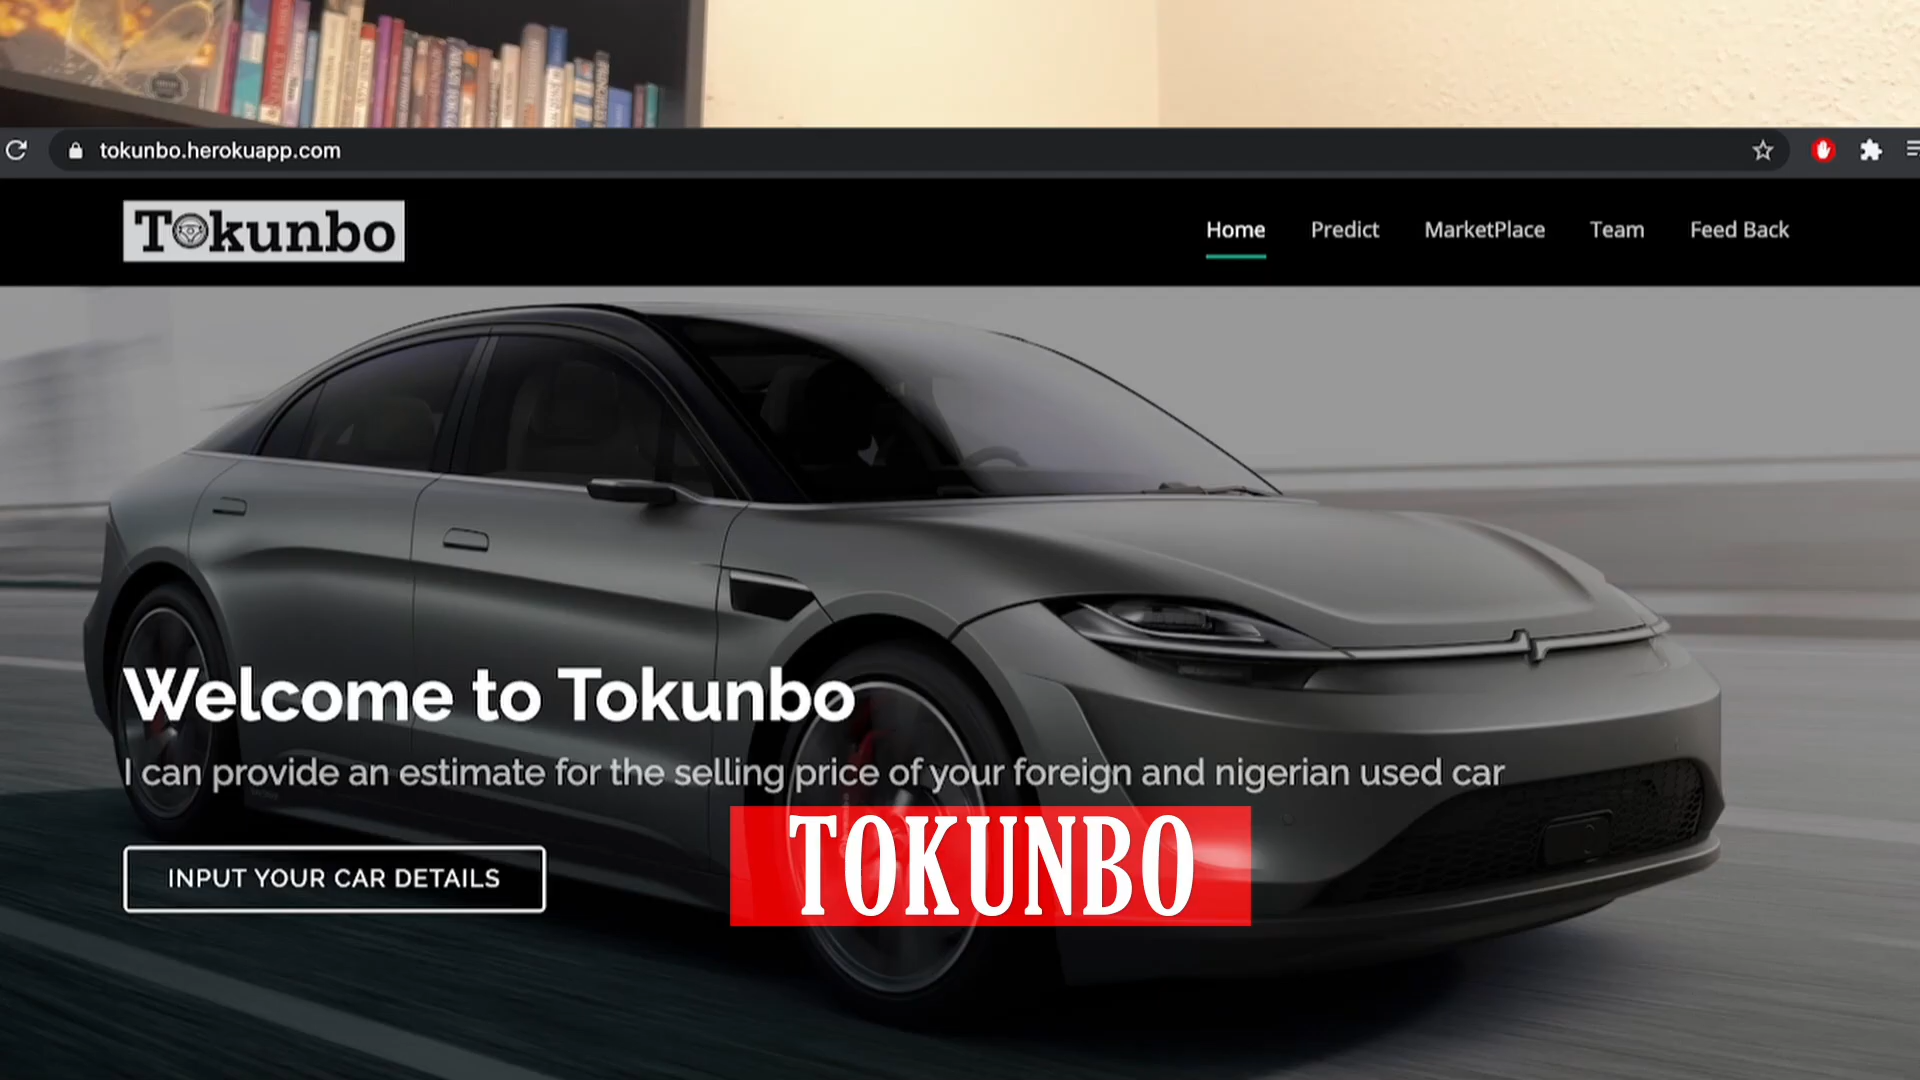 tokunbo.herokuapp.com
Tokunbo
Home Predict MarketPlace Team Feed Back
Welcome to Tokunbo
I can provide an estimate for the selling price of your foreign and nigerian used car
TOKUNBO
INPUT YOUR CAR DETAILS